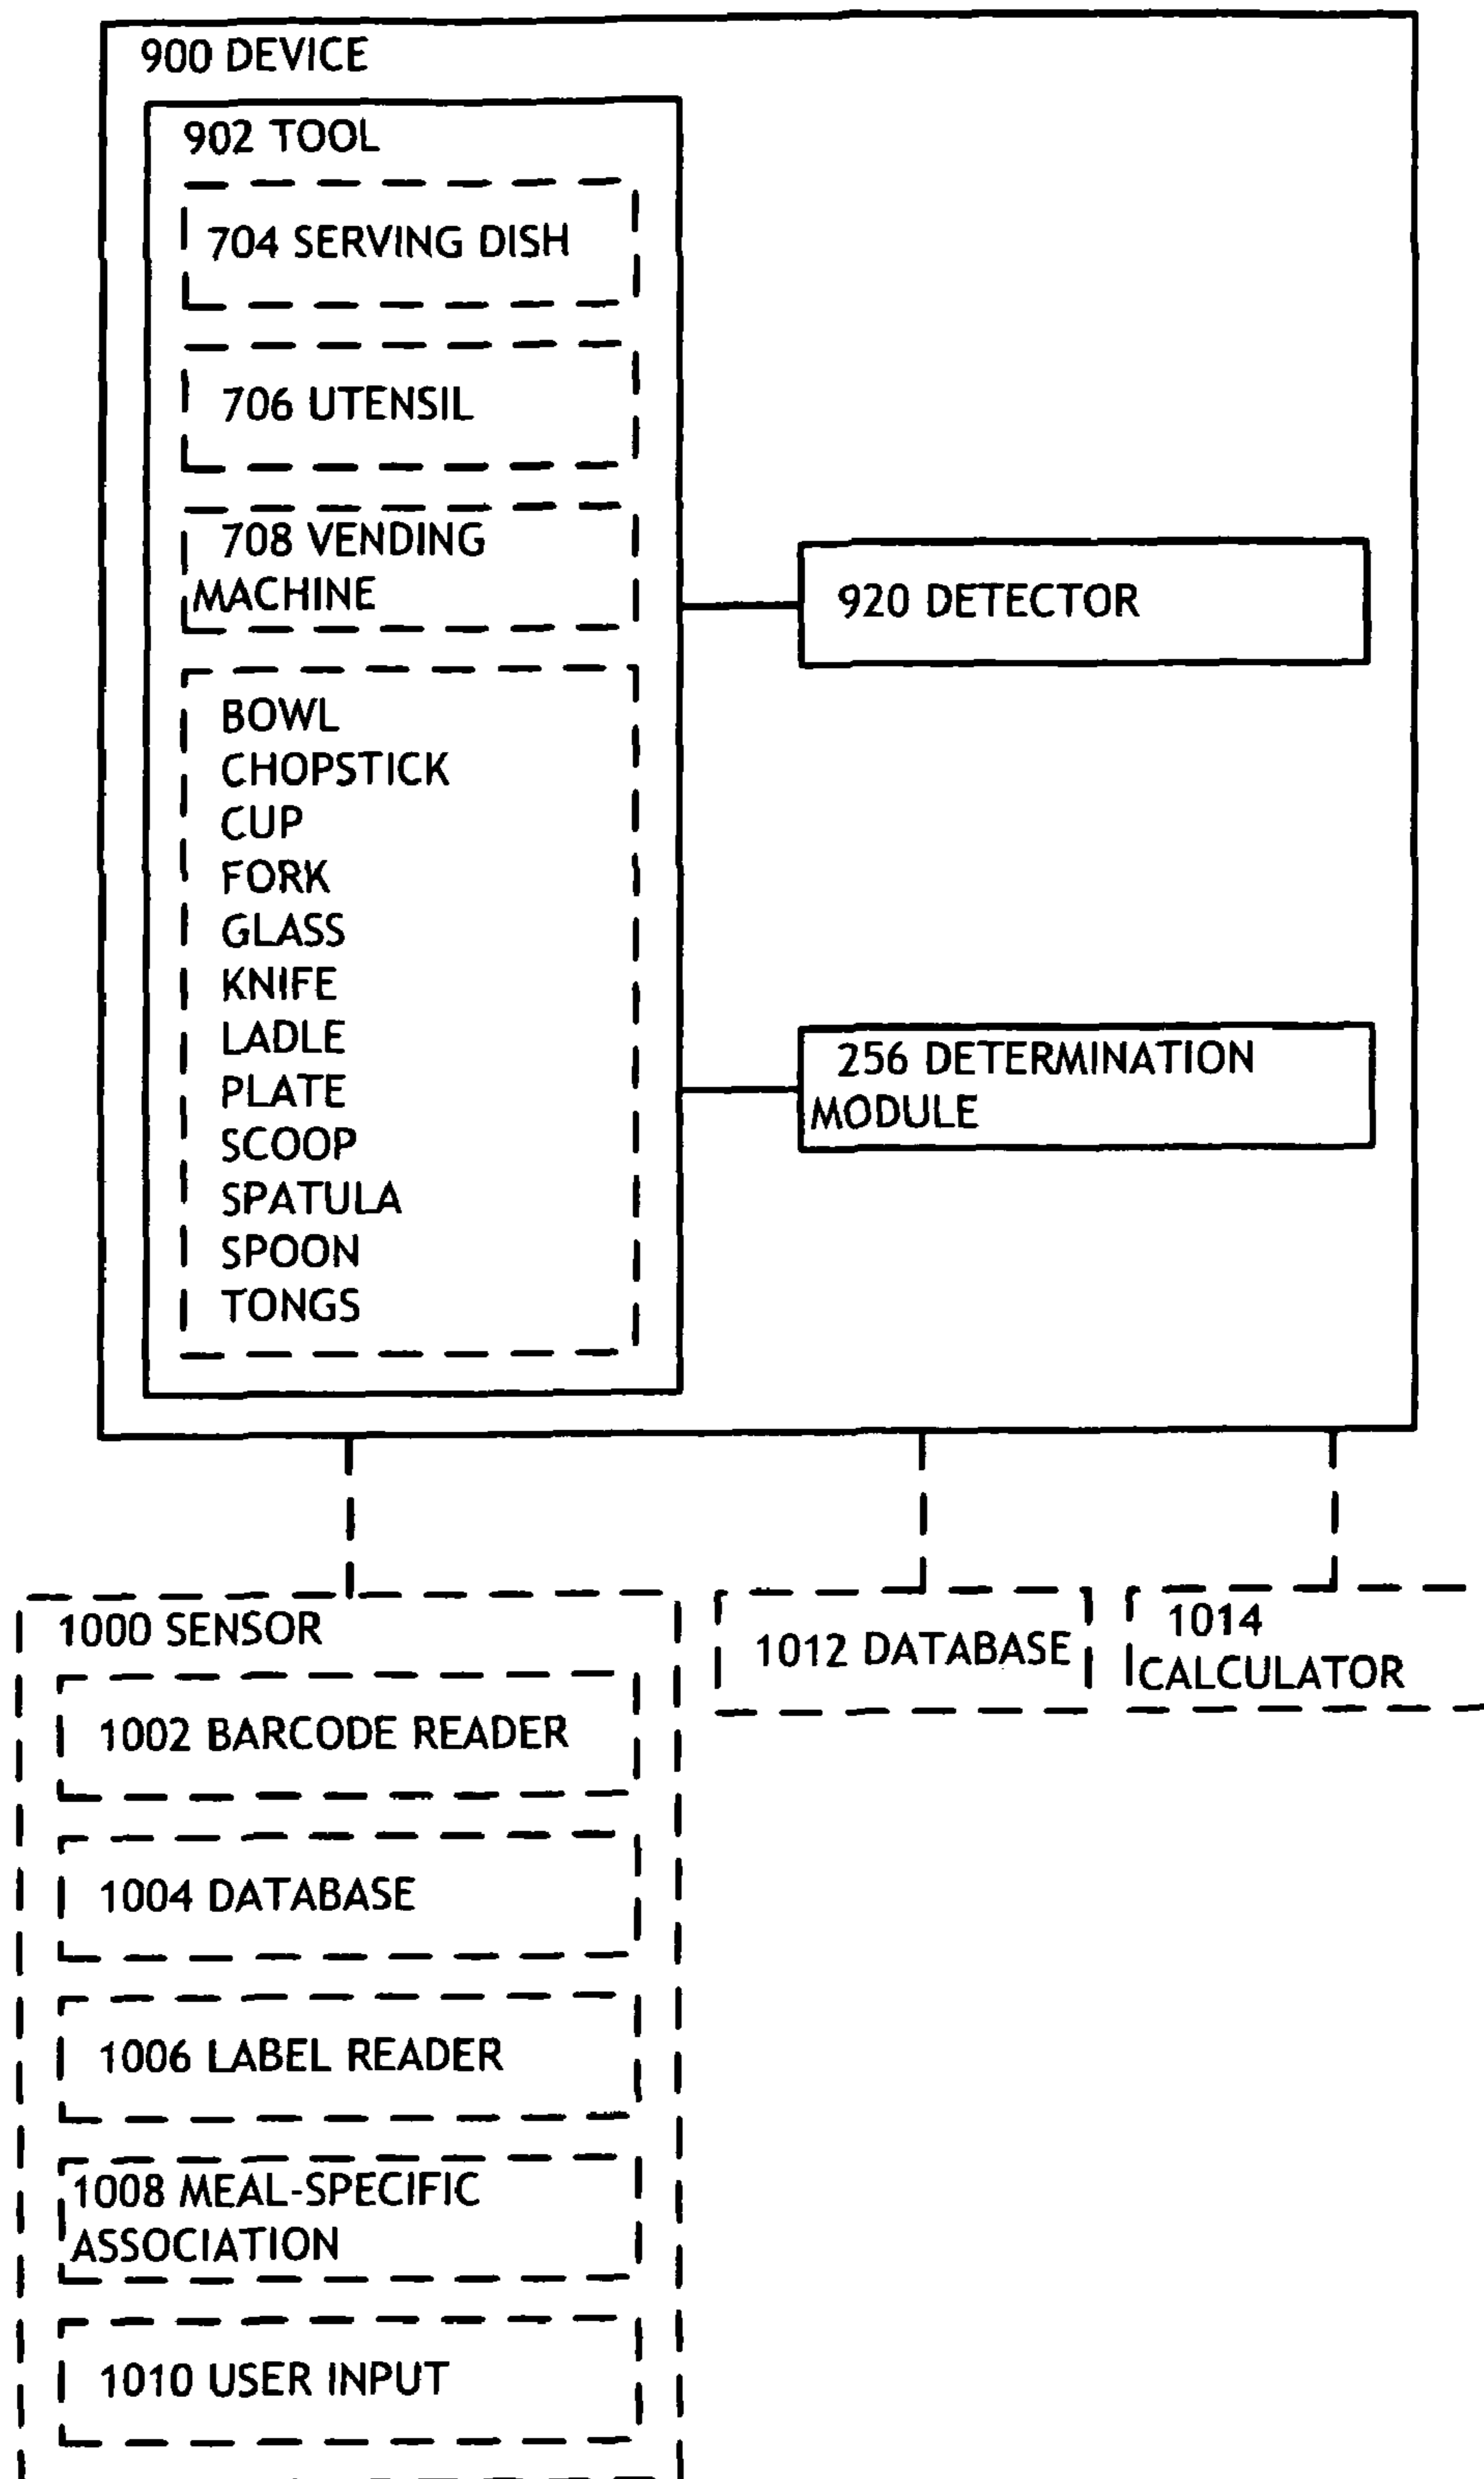 900 DEVICE
902 TOOL
704 SERVING DISH
706 UTENSIL
708 VENDING
MACHINE
BOWL
CHOPSTICK
CUP
FORK
GLASS
KNIFE
LADLE
PLATE
SCOOP
SPATULA
SPOON
TONGS
920 DETECTOR
256 DETERMINATION
MODULE
1000 SENSOR
1002 BARCODE READER
1004 DATABASE
1006 LABEL READER
1008 MEAL-SPECIFIC
ASSOCIATION
1010 USER INPUT
1012 DATABASE
1014
CALCULATOR